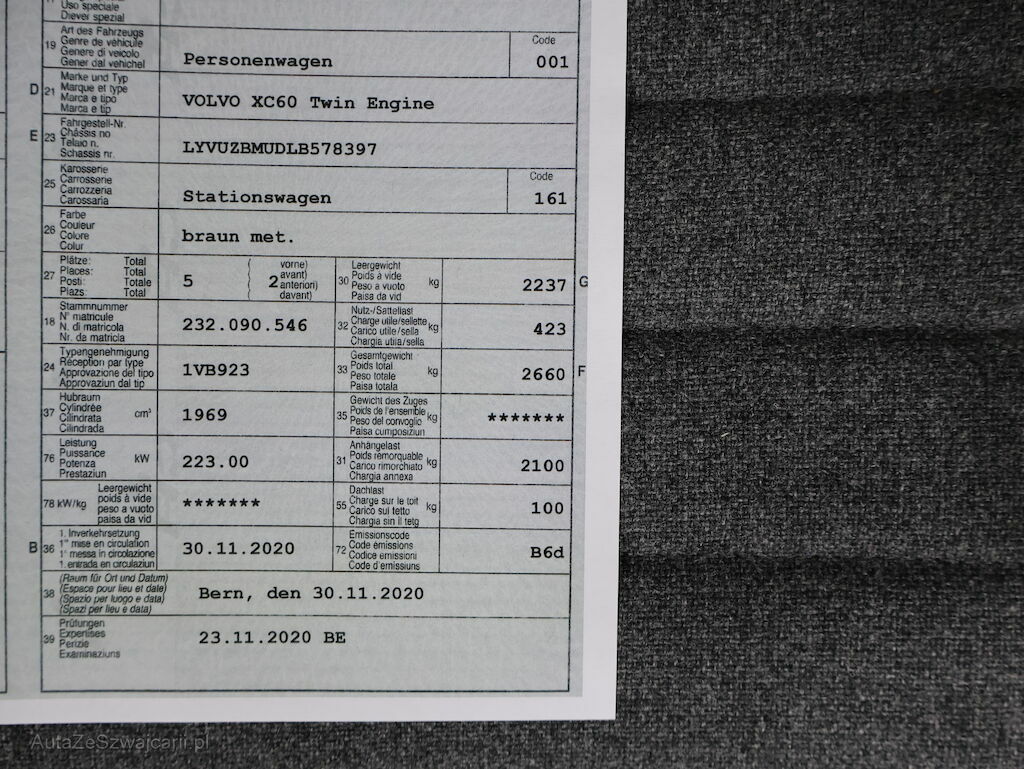 Uso speciale
Diever spezial
19 Art des Fahrzeugs
Genre de véhicule
Genere di veicolo
Gener dal vehichel
Personenwagen
Code
001
D 21 Marke und Typ
Marque et type
Marca e tipo
Marca e tip
VOLVO XC60 Twin Engine
E 23 Fahrgestell-Nr.
Châssis no
Telaio n.
Schassis nr.
LYVUZBMUDLB578397
25 Karosserie
Carrosserie
Carrozzeria
Carossaria
Stationswagen
Code
161
26 Farbe
Couleur
Colore
Colur
braun met.
27 Plätze: Total
Places: Total
Posti: Totale
Plazs: Total
5
2
vorne)
avant)
anteriori)
davant)
30 Leergewicht
Poids à vide
Peso a vuoto
Paisa da vid
kg
2237 G
18 Stammnummer
N° matricule
N. di matricola
Nr. da matricla
232.090.546
32 Nutz-/Sattellast
Charge utile/sellette
Carico utile/sella
Chargia utila/sella
kg
423
24 Typengenehmigung
Réception par type
Approvazione del tipo
Approvaziun dal tip
1VB923
33 Gesamtgewicht
Poids total
Peso totale
Paisa totala
kg
2660 F
37 Hubraum
Cylindrée
Cilindrata
Cilindrada
cm³
1969
35 Gewicht des Zuges
Poids de l'ensemble
Peso del convoglio
Paisa cumposiziun
kg
*******
76 Leistung
Puissance
Potenza
Prestaziun
kW
223.00
31 Anhängelast
Poids remorquable
Carico rimorchiato
Chargia annexa
kg
2100
78 kW/kg Leergewicht
poids à vide
peso a vuoto
paisa da vid
*******
55 Dachlast
Charge sur le toit
Carico sul tetto
Chargia sin il tetg
kg
100
B 36 1. Inverkehrsetzung
1re mise en circulation
1a messa in circolazione
1. entrada en circulaziun
30.11.2020
72 Emissionscode
Code émissions
Codice emissioni
Code d'emissiuns
B6d
38 (Raum für Ort und Datum)
(Espace pour lieu et date)
(Spazio per luogo e data)
(Spazi per lieu e data)
Bern, den 30.11.2020
39 Prüfungen
Expertises
Perizie
Examinaziuns
23.11.2020 BE
AutaZeSzwajcarii.pl